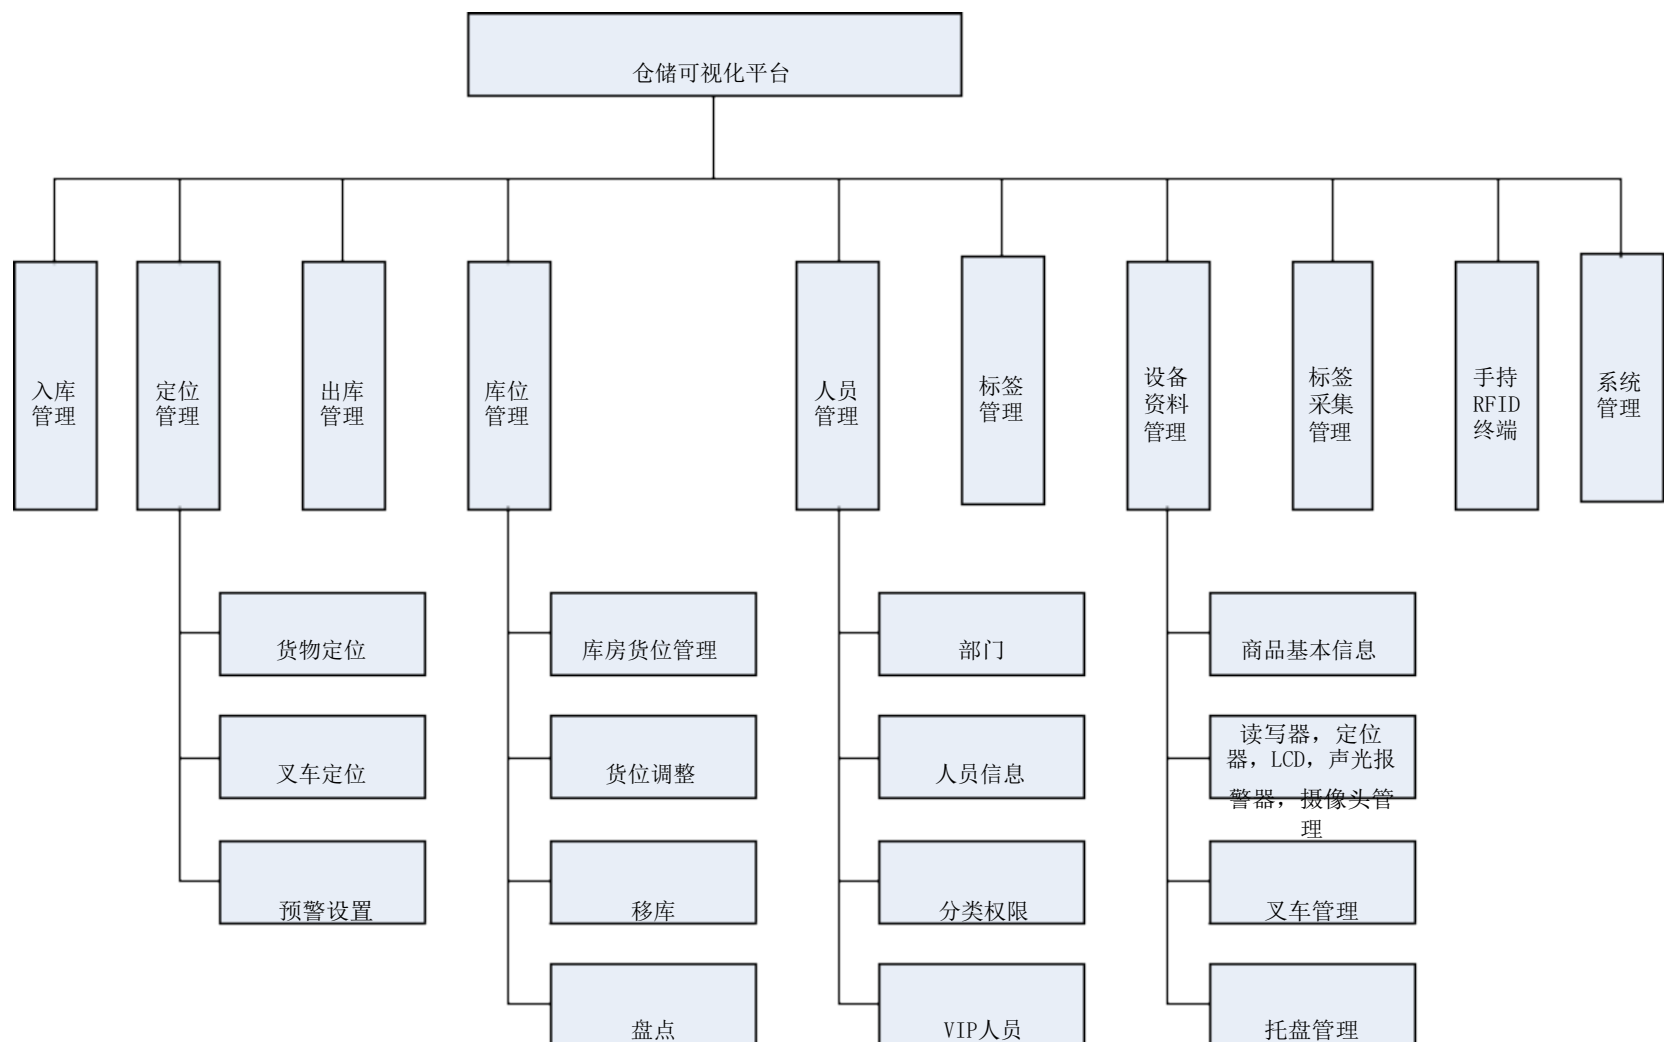 仓储可视化平台
入库
管理
定位
管理
出库
管理
库位
管理
人员
管理
标签
管理
设备
资料
管理
标签
采集
管理
手持
RFID
终端
系统
管理
货物定位
库房货位管理
部门
商品基本信息
叉车定位
货位调整
人员信息
读写器，定位
器，LCD，声光报
警器，摄像头管
理
预警设置
移库
分类权限
叉车管理
盘点
VIP人员
托盘管理